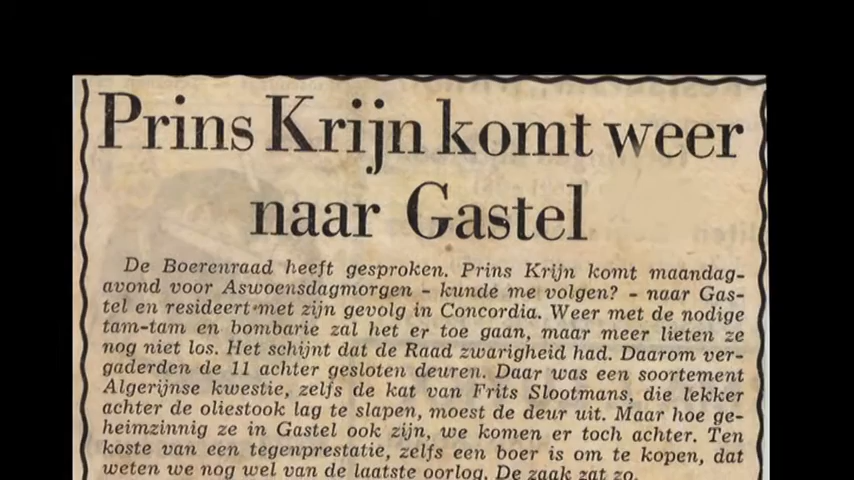 Prins Krijn komt weer
naar Gastel
De Boerenraad heeft gesproken. Prins Krijn komt maandag-
avond voor Aswoensdagmorgen - kunde me volgen? - naar Gas-
tel en resideert met zijn gevolg in Concordia. Weer met de nodige
tam-tam en bombarie zal het er toe gaan, maar meer lieten ze
nog niet los. Het schijnt dat de Raad zwarigheid had. Daarom ver-
gaderden de 11 achter gesloten deuren. Daar was een soortement
Algerijnse kwestie, zelfs de kat van Frits Slootmans, die lekker
achter de oliestook lag te slapen, moest de deur uit. Maar hoe ge-
heimzinnig ze in Gastel ook zijn, we komen er toch achter. Ten
koste van een tegenprestatie, zelfs een boer is om te kopen, dat
weten we nog wel van de laatste oorlog. De zaak zat zo.